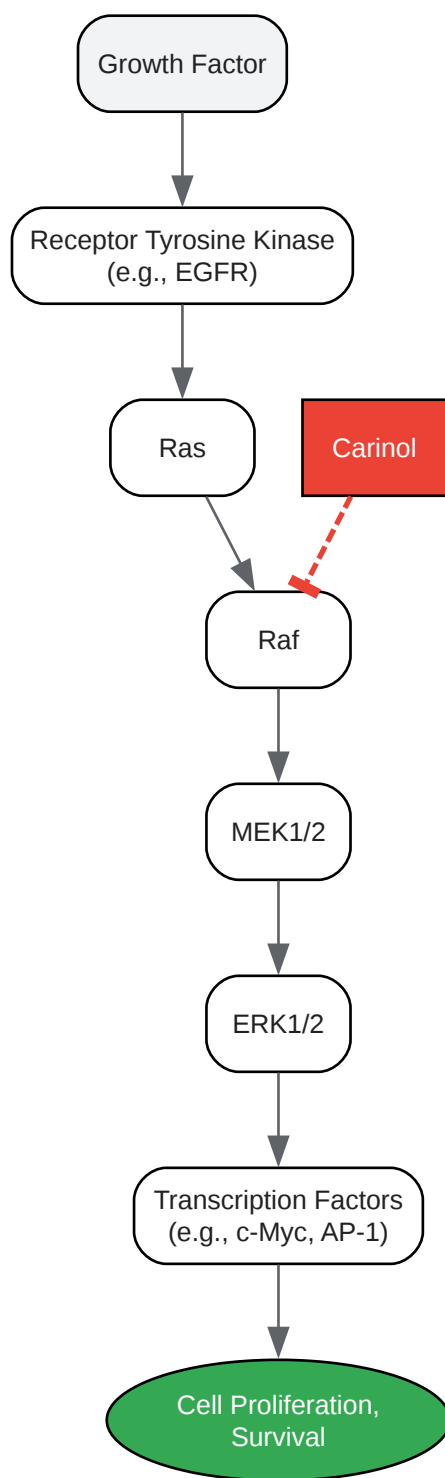 Growth Factor
Receptor Tyrosine Kinase
(e.g., EGFR)
Ras
Carinol
Raf
MEK1/2
ERK1/2
Transcription Factors
(e.g., c-Myc, AP-1)
Cell Proliferation,
Survival